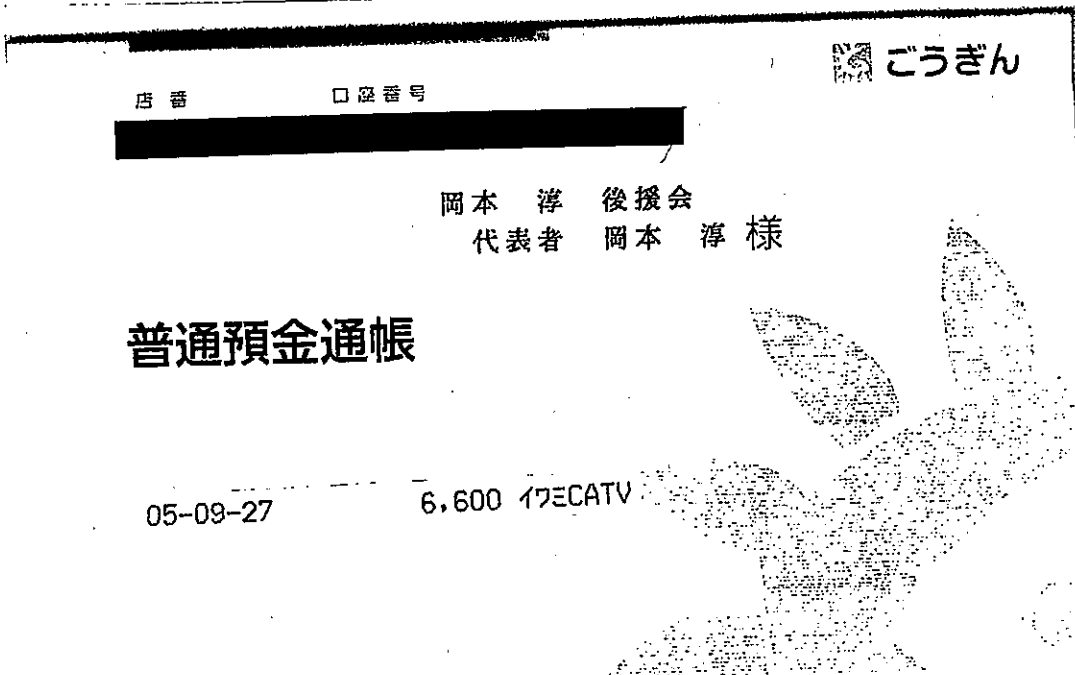 ごうぎん
店番 口座番号
岡本 淳 後援会
代表者 岡本 淳 様
普通預金通帳
05-09-27 6,600 イワミCATV